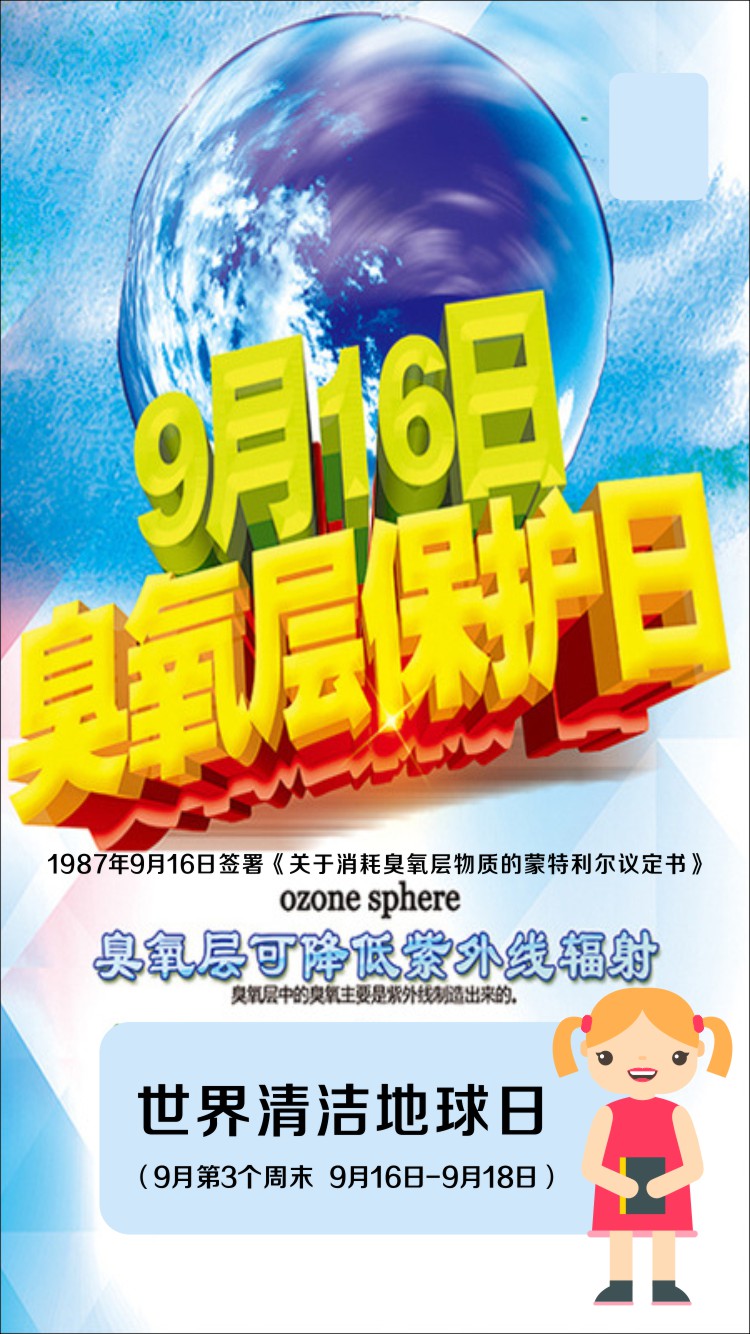 9月16日
臭氧层保护日
1987年9月16日签署《关于消耗臭氧层物质的蒙特利尔议定书》
ozone sphere
臭氧层可降低紫外线辐射
臭氧层中的臭氧主要是紫外线制造出来的。
世界清洁地球日
（9月第3个周末 9月16日-9月18日）